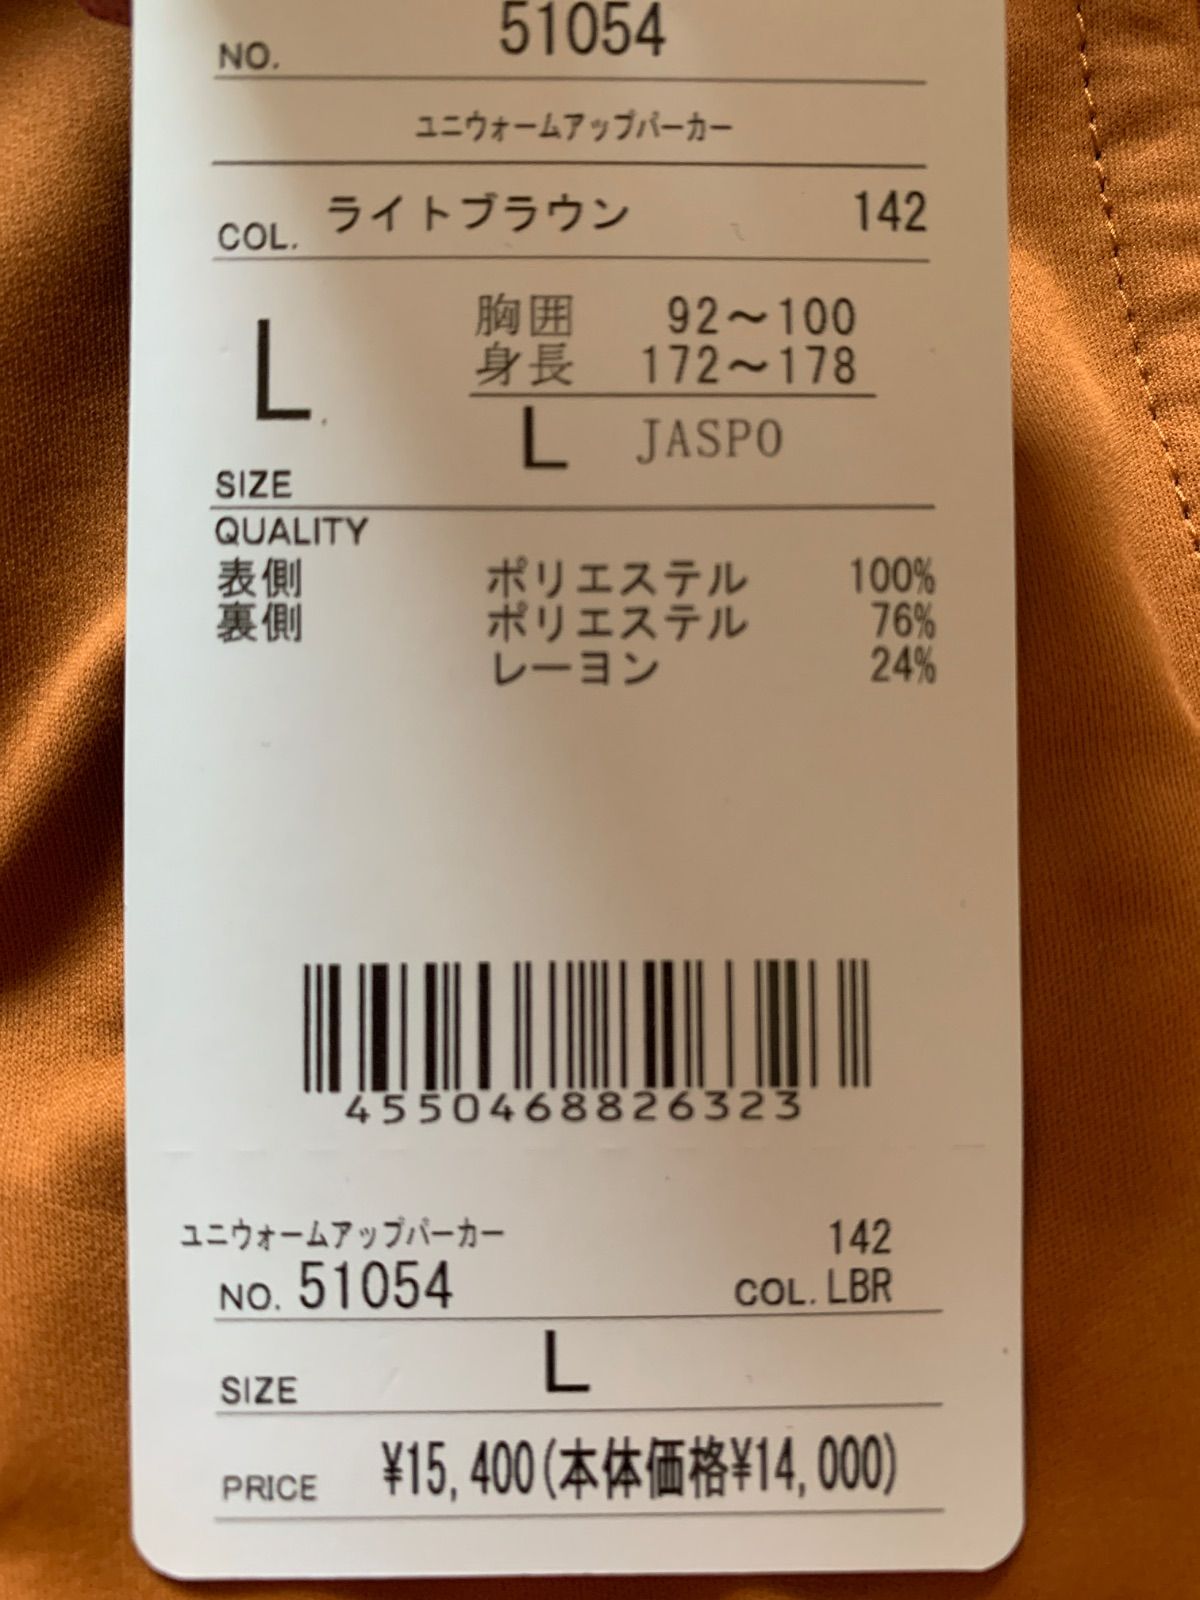 NO. 51054
ユニウォームアップパーカー
COL. ライトブラウン 142
L 胸囲 92～100
身長 172～178
L JASPO
SIZE
QUALITY
表側 ポリエステル 100%
裏側 ポリエステル 76%
レーヨン 24%
4550468826323
ユニウォームアップパーカー 142
NO. 51054 COL. LBR
SIZE L
PRICE ¥15,400(本体価格¥14,000)